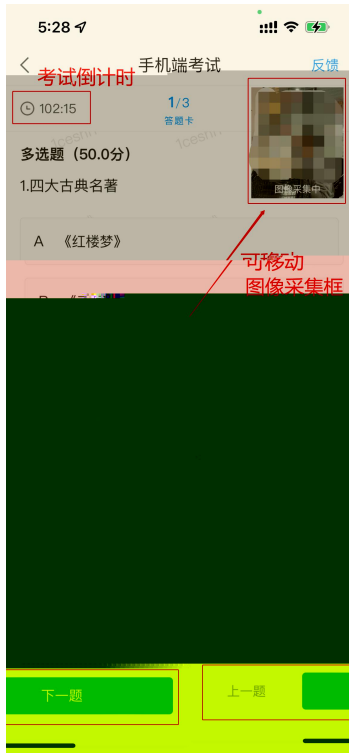 5:28
手机端考试
反馈
考试倒计时
102:15
1/3
答题卡
图像采集中
多选题（50.0分）
1.四大古典名著
A 《红楼梦》
可移动
图像采集框
下一题
上一题